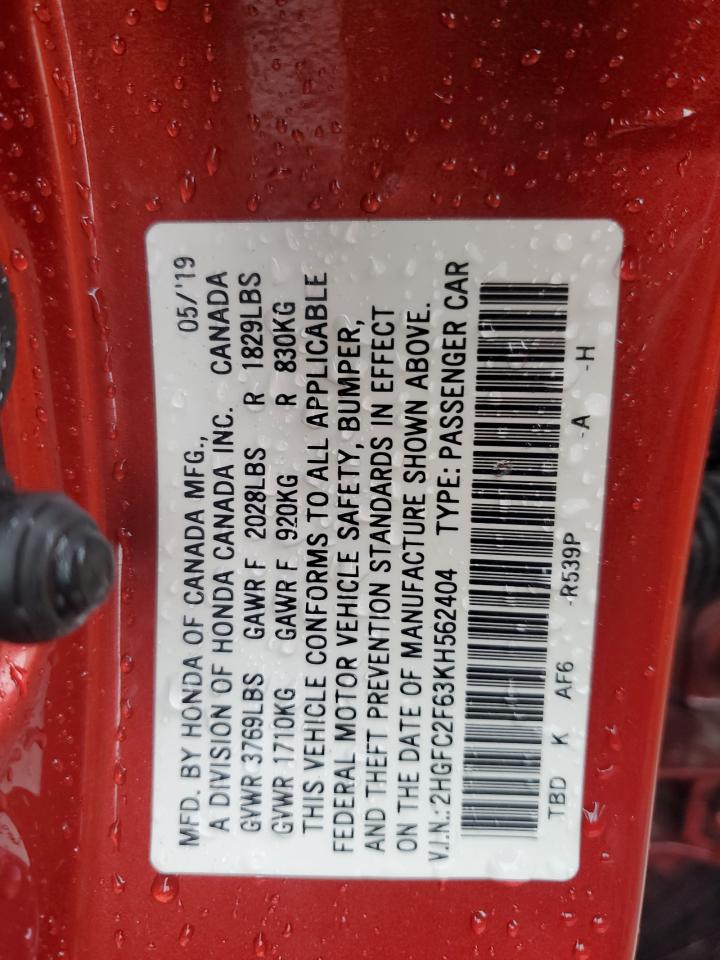 MFD. BY HONDA OF CANADA MFG., 05/'19
A DIVISION OF HONDA CANADA INC. CANADA
GVWR 3769LBS GAWR F 2028LBS R 1829LBS
GVWR 1710KG GAWR F 920KG R 830KG
THIS VEHICLE CONFORMS TO ALL APPLICABLE
FEDERAL MOTOR VEHICLE SAFETY, BUMPER,
AND THEFT PREVENTION STANDARDS IN EFFECT
ON THE DATE OF MANUFACTURE SHOWN ABOVE.
V.I.N.: 2HGFC2F63KH562404 TYPE: PASSENGER CAR
TBD K AF6 -R539P -A -H